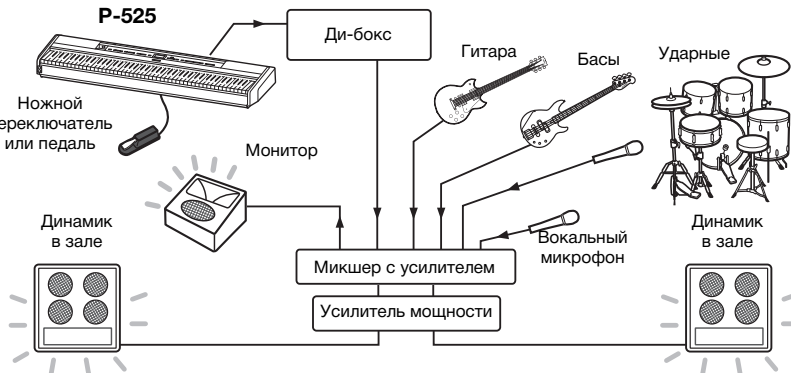 P-525
Ди-бокс
Гитара
Басы
Ударные
Ножной
ереключатель
или педаль
Монитор
Динамик
в зале
Вокальный
микрофон
Динамик
в зале
Микшер с усилителем
Усилитель мощности